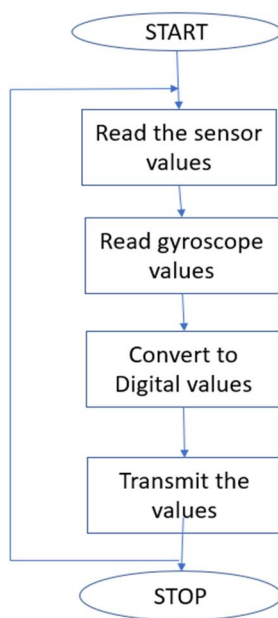 START
Read the sensor
values
Read gyroscope
values
Convert to
Digital values
Transmit the
values
STOP